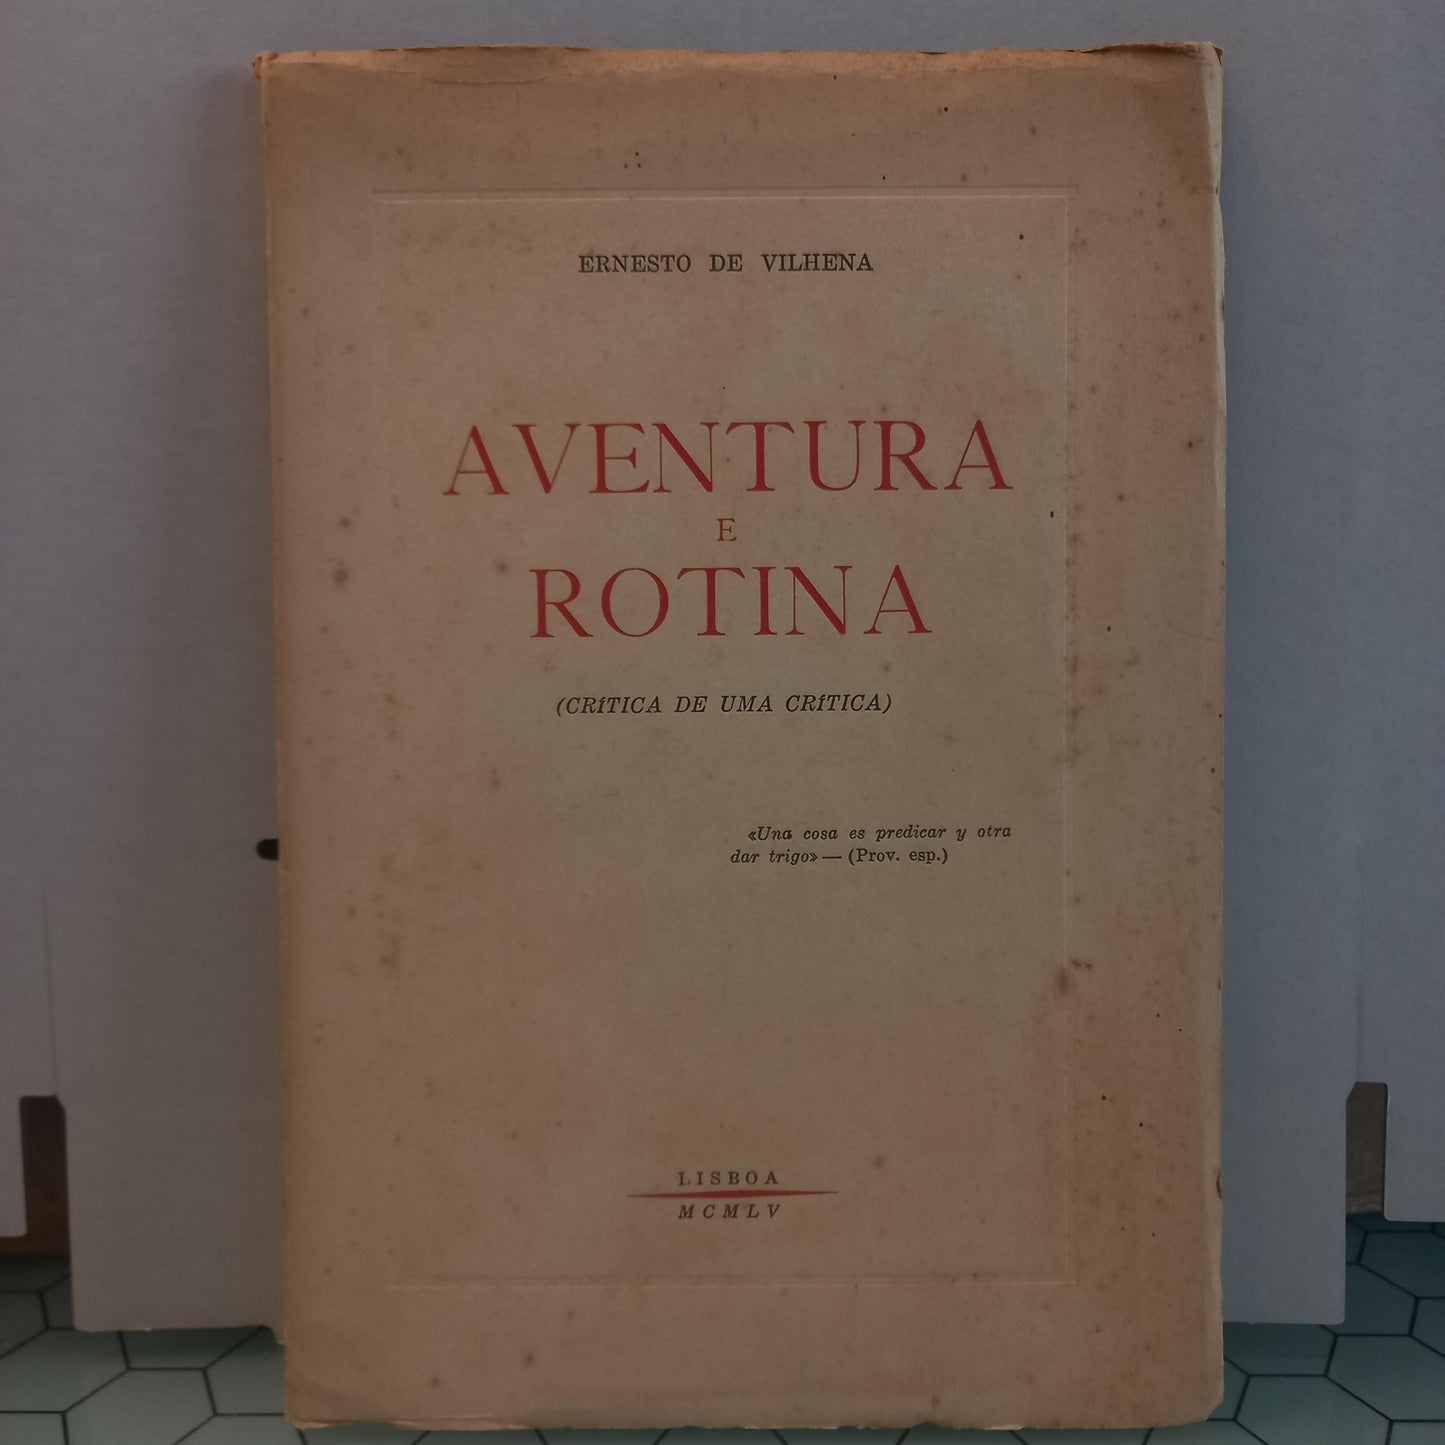 ERNESTO DE VILHENA
AVENTURA
E
ROTINA
(CRÍTICA DE UMA CRÍTICA)
«Una cosa es predicar y otra
dar trigo» — (Prov. esp.)
LISBOA
MCMLV